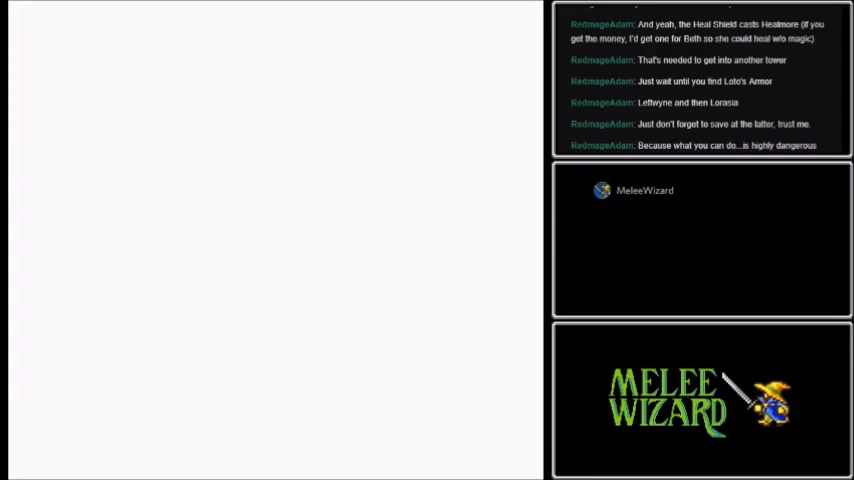 RedmageAdam: And yeah, the Heal Shield casts Healmore (if you
get the money, I'd get one for Beth so she could heal w/o magic)
RedmageAdam: That's needed to get into another tower
RedmageAdam: Just wait until you find Loto's Armor
RedmageAdam: Leftwyne and then Lorasia
RedmageAdam: Just don't forget to save at the latter, trust me.
RedmageAdam: Because what you can do...is highly dangerous
MeleeWizard
MELEE
WIZARD